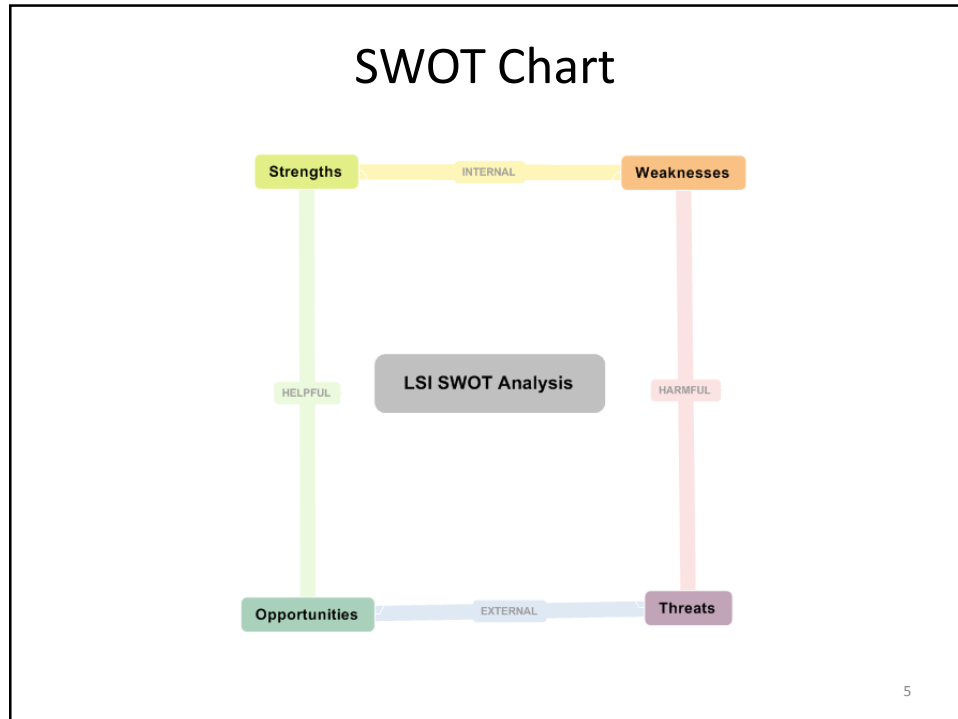 SWOT Chart
Strengths
INTERNAL
Weaknesses
HELPFUL
LSI SWOT Analysis
HARMFUL
Opportunities
EXTERNAL
Threats
5